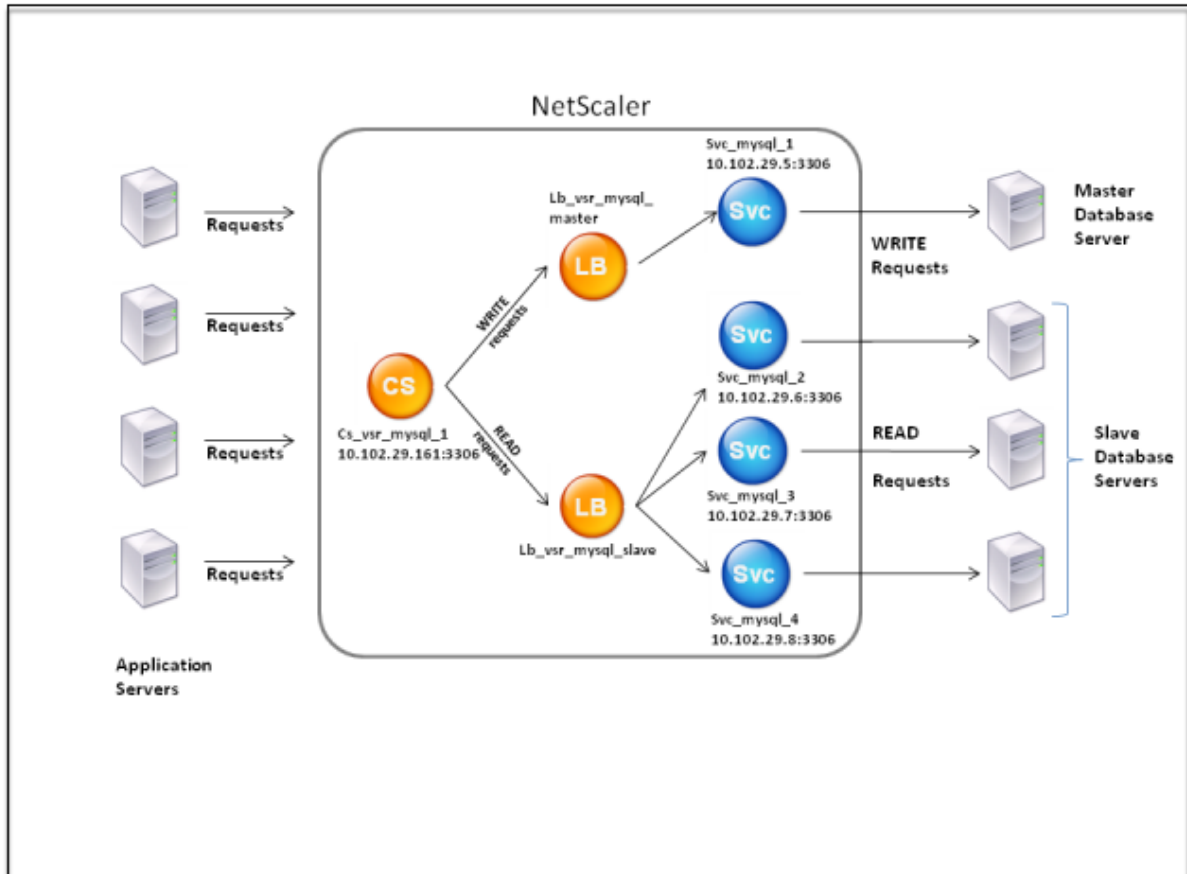 NetScaler
Requests
Requests
Requests
Requests
Application
Servers
CS
Cs_vsr_mysql_1
10.102.29.161:3306
WRITE
requests
READ
requests
Lb_vsr_mysql_
master
LB
LB
Lb_vsr_mysql_slave
Svc_mysql_1
10.102.29.5:3306
Svc
Svc
Svc_mysql_2
10.102.29.6:3306
Svc
Svc_mysql_3
10.102.29.7:3306
Svc
Svc_mysql_4
10.102.29.8:3306
WRITE
Requests
READ
Requests
Master
Database
Server
Slave
Database
Servers